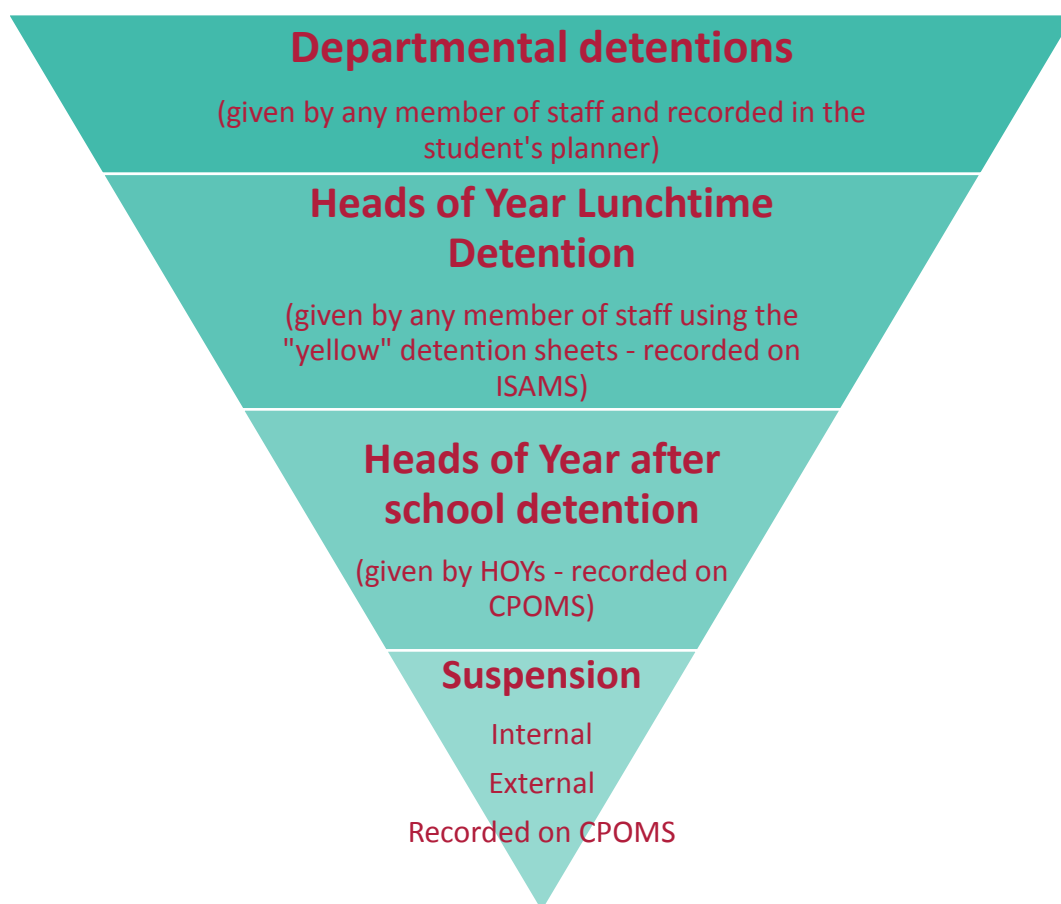 Departmental detentions
(given by any member of staff and recorded in the
student's planner)
Heads of Year Lunchtime
Detention
(given by any member of staff using the
"yellow" detention sheets - recorded on
ISAMS)
Heads of Year after
school detention
(given by HOYs - recorded on
CPOMS)
Suspension
Internal
External
Recorded on CPOMS